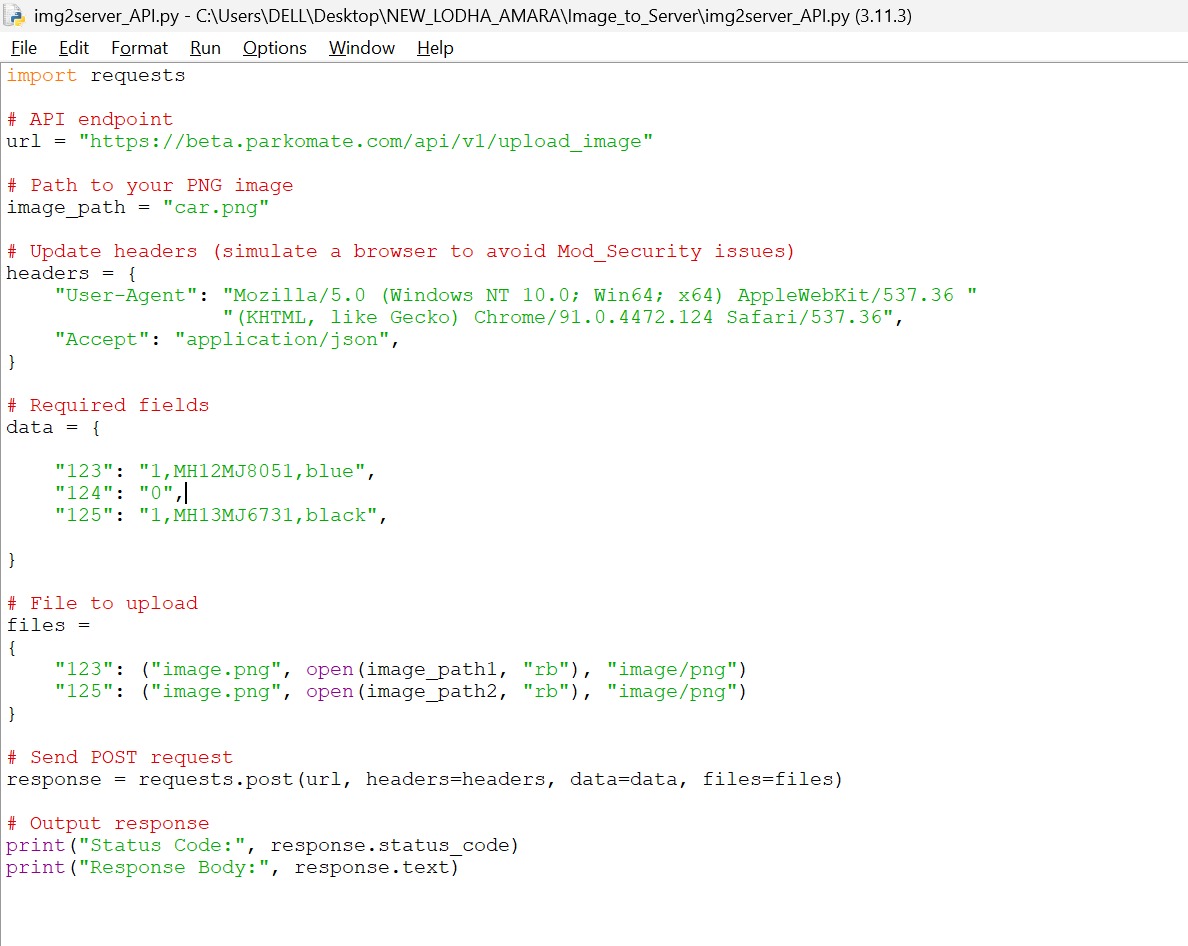 img2server_API.py - C:\Users\DELL\Desktop\NEW_LODHA_AMARA\Image_to_Server\img2server_API.py (3.11.3)
File Edit Format Run Options Window Help
import requests
# API endpoint
url = "https://beta.parkomate.com/api/v1/upload_image"
# Path to your PNG image
image_path = "car.png"
# Update headers (simulate a browser to avoid Mod_Security issues)
headers = {
    "User-Agent": "Mozilla/5.0 (Windows NT 10.0; Win64; x64) AppleWebKit/537.36 "
                  "(KHTML, like Gecko) Chrome/91.0.4472.124 Safari/537.36",
    "Accept": "application/json",
}
# Required fields
data = {
    "123": "1,MH12MJ8051,blue",
    "124": "0",
    "125": "1,MH13MJ6731,black",
}
# File to upload
files =
{
    "123": ("image.png", open(image_path1, "rb"), "image/png")
    "125": ("image.png", open(image_path2, "rb"), "image/png")
}
# Send POST request
response = requests.post(url, headers=headers, data=data, files=files)
# Output response
print("Status Code:", response.status_code)
print("Response Body:", response.text)